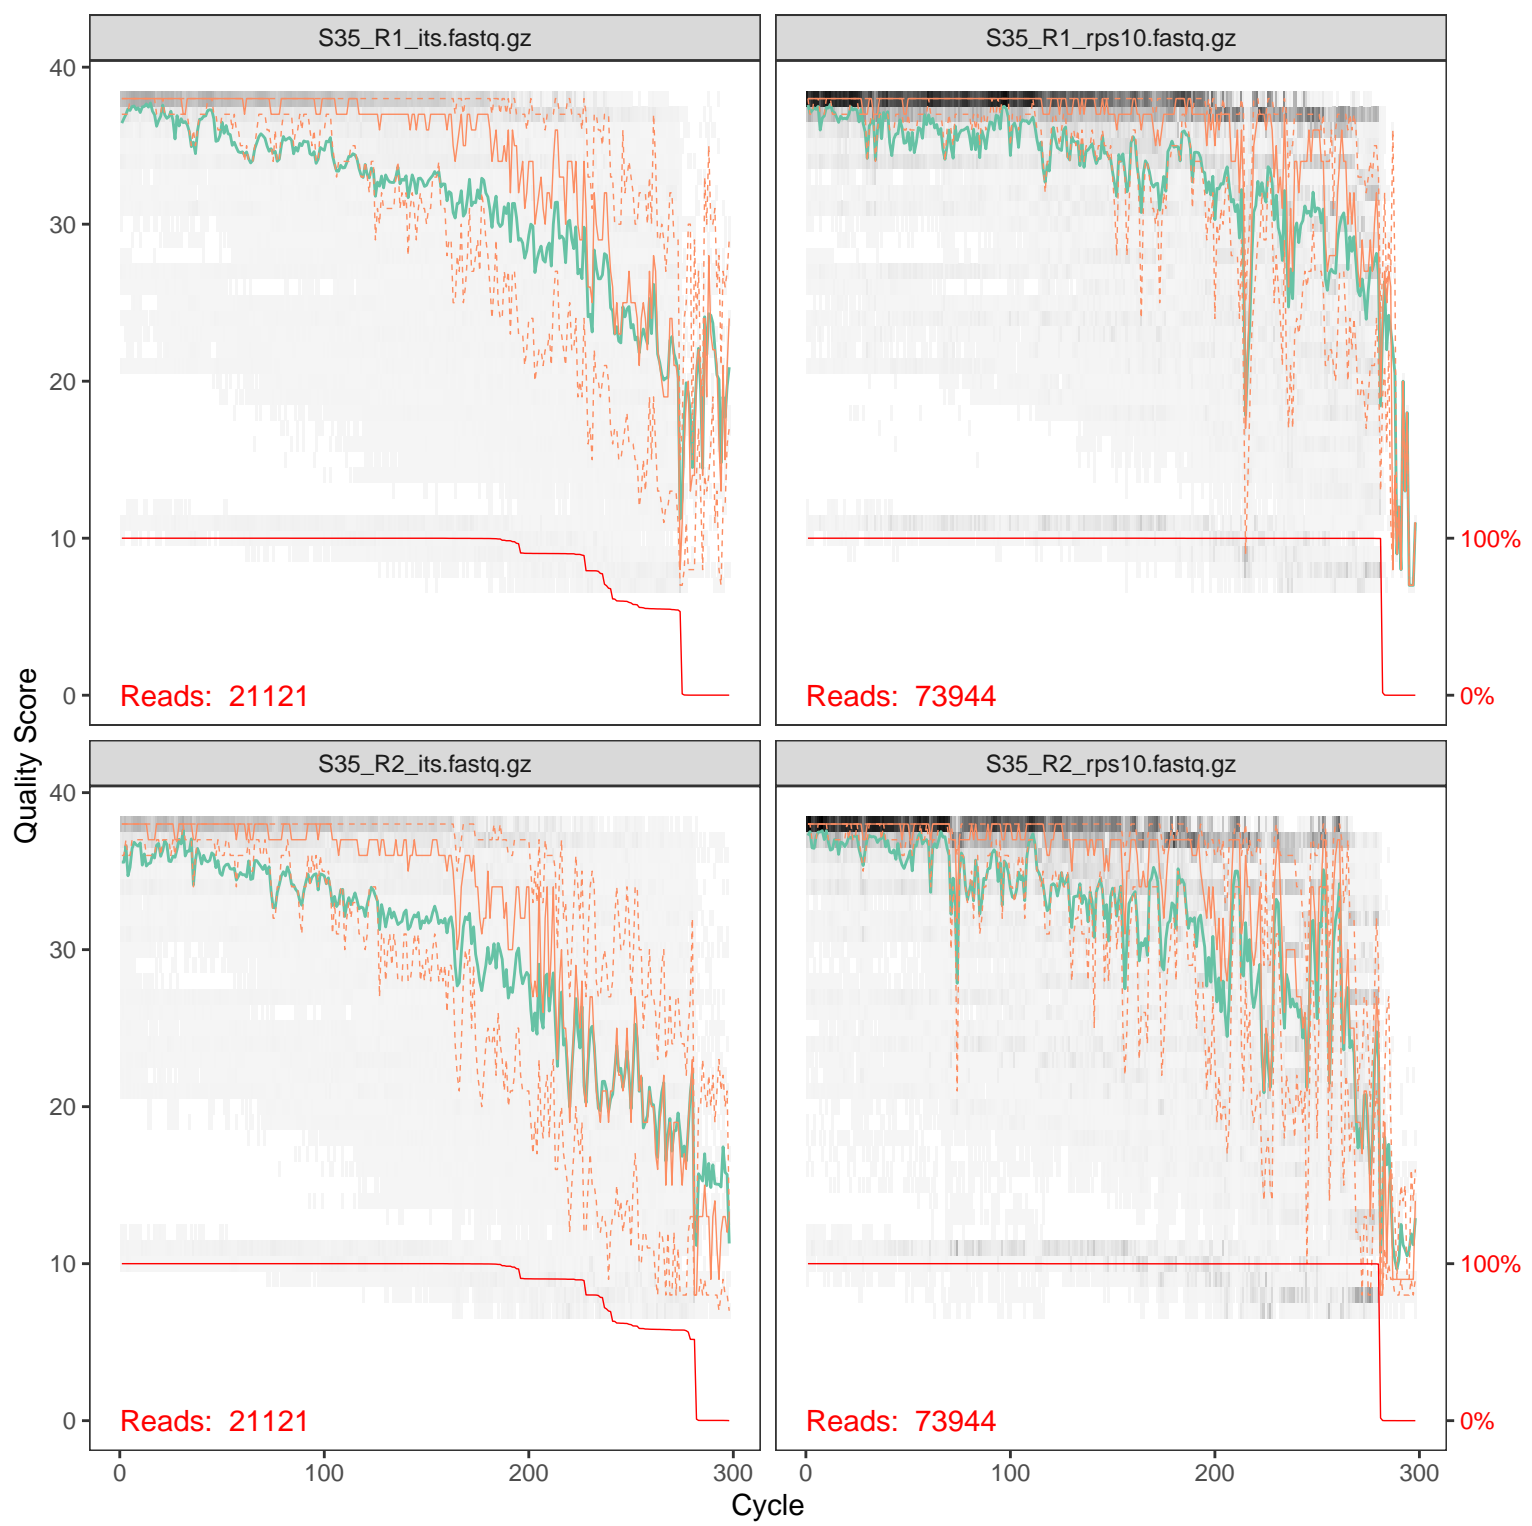 S35_R1_its.fastq.gz
S35_R1_rps10.fastq.gz
40
30
20
10
0
100%
0%
Reads: 21121
Reads: 73944
Quality Score
S35_R2_its.fastq.gz
S35_R2_rps10.fastq.gz
40
30
20
10
0
100%
0%
Reads: 21121
Reads: 73944
0 100 200 300
0 100 200 300
Cycle